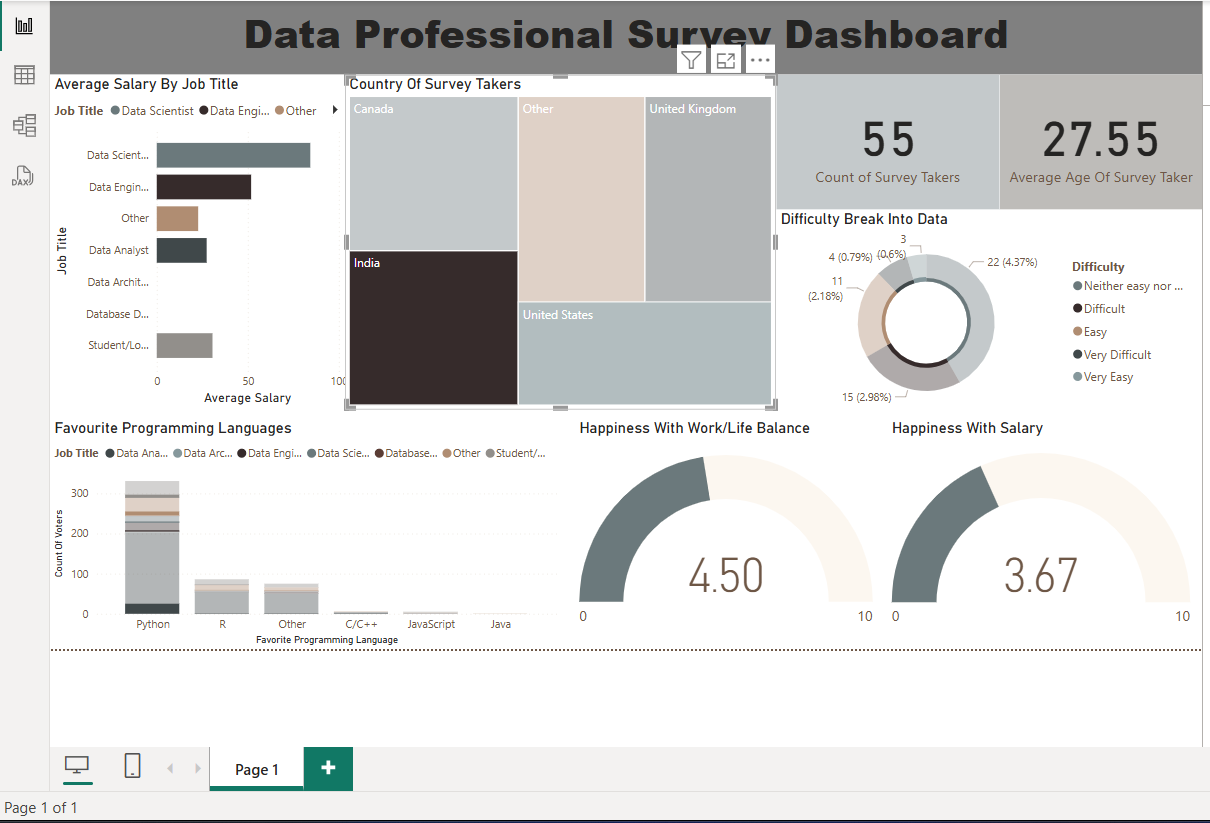 Data Professional Survey Dashboard
Average Salary By Job Title
Job Title Data Scientist Data Engi... Other
Data Scient...
Data Engin...
Other
Data Analyst
Data Archit...
Database D...
Student/Lo...
Job Title
0 50 100
Average Salary
Country Of Survey Takers
Canada
Other
United Kingdom
India
United States
55
Count of Survey Takers
27.55
Average Age Of Survey Taker
Difficulty Break Into Data
3
(0.6%)
4 (0.79%)
22 (4.37%)
11
(2.18%)
15 (2.98%)
Difficulty
Neither easy nor ...
Difficult
Easy
Very Difficult
Very Easy
Favourite Programming Languages
Job Title Data Ana... Data Arc... Data Engi... Data Scie... Database... Other Student/...
300
200
100
0
Count Of Voters
Python R Other C/C++ JavaScript Java
Favorite Programming Language
Happiness With Work/Life Balance
4.50
0 10
Happiness With Salary
3.67
0 10
DAX
Page 1
+
Page 1 of 1